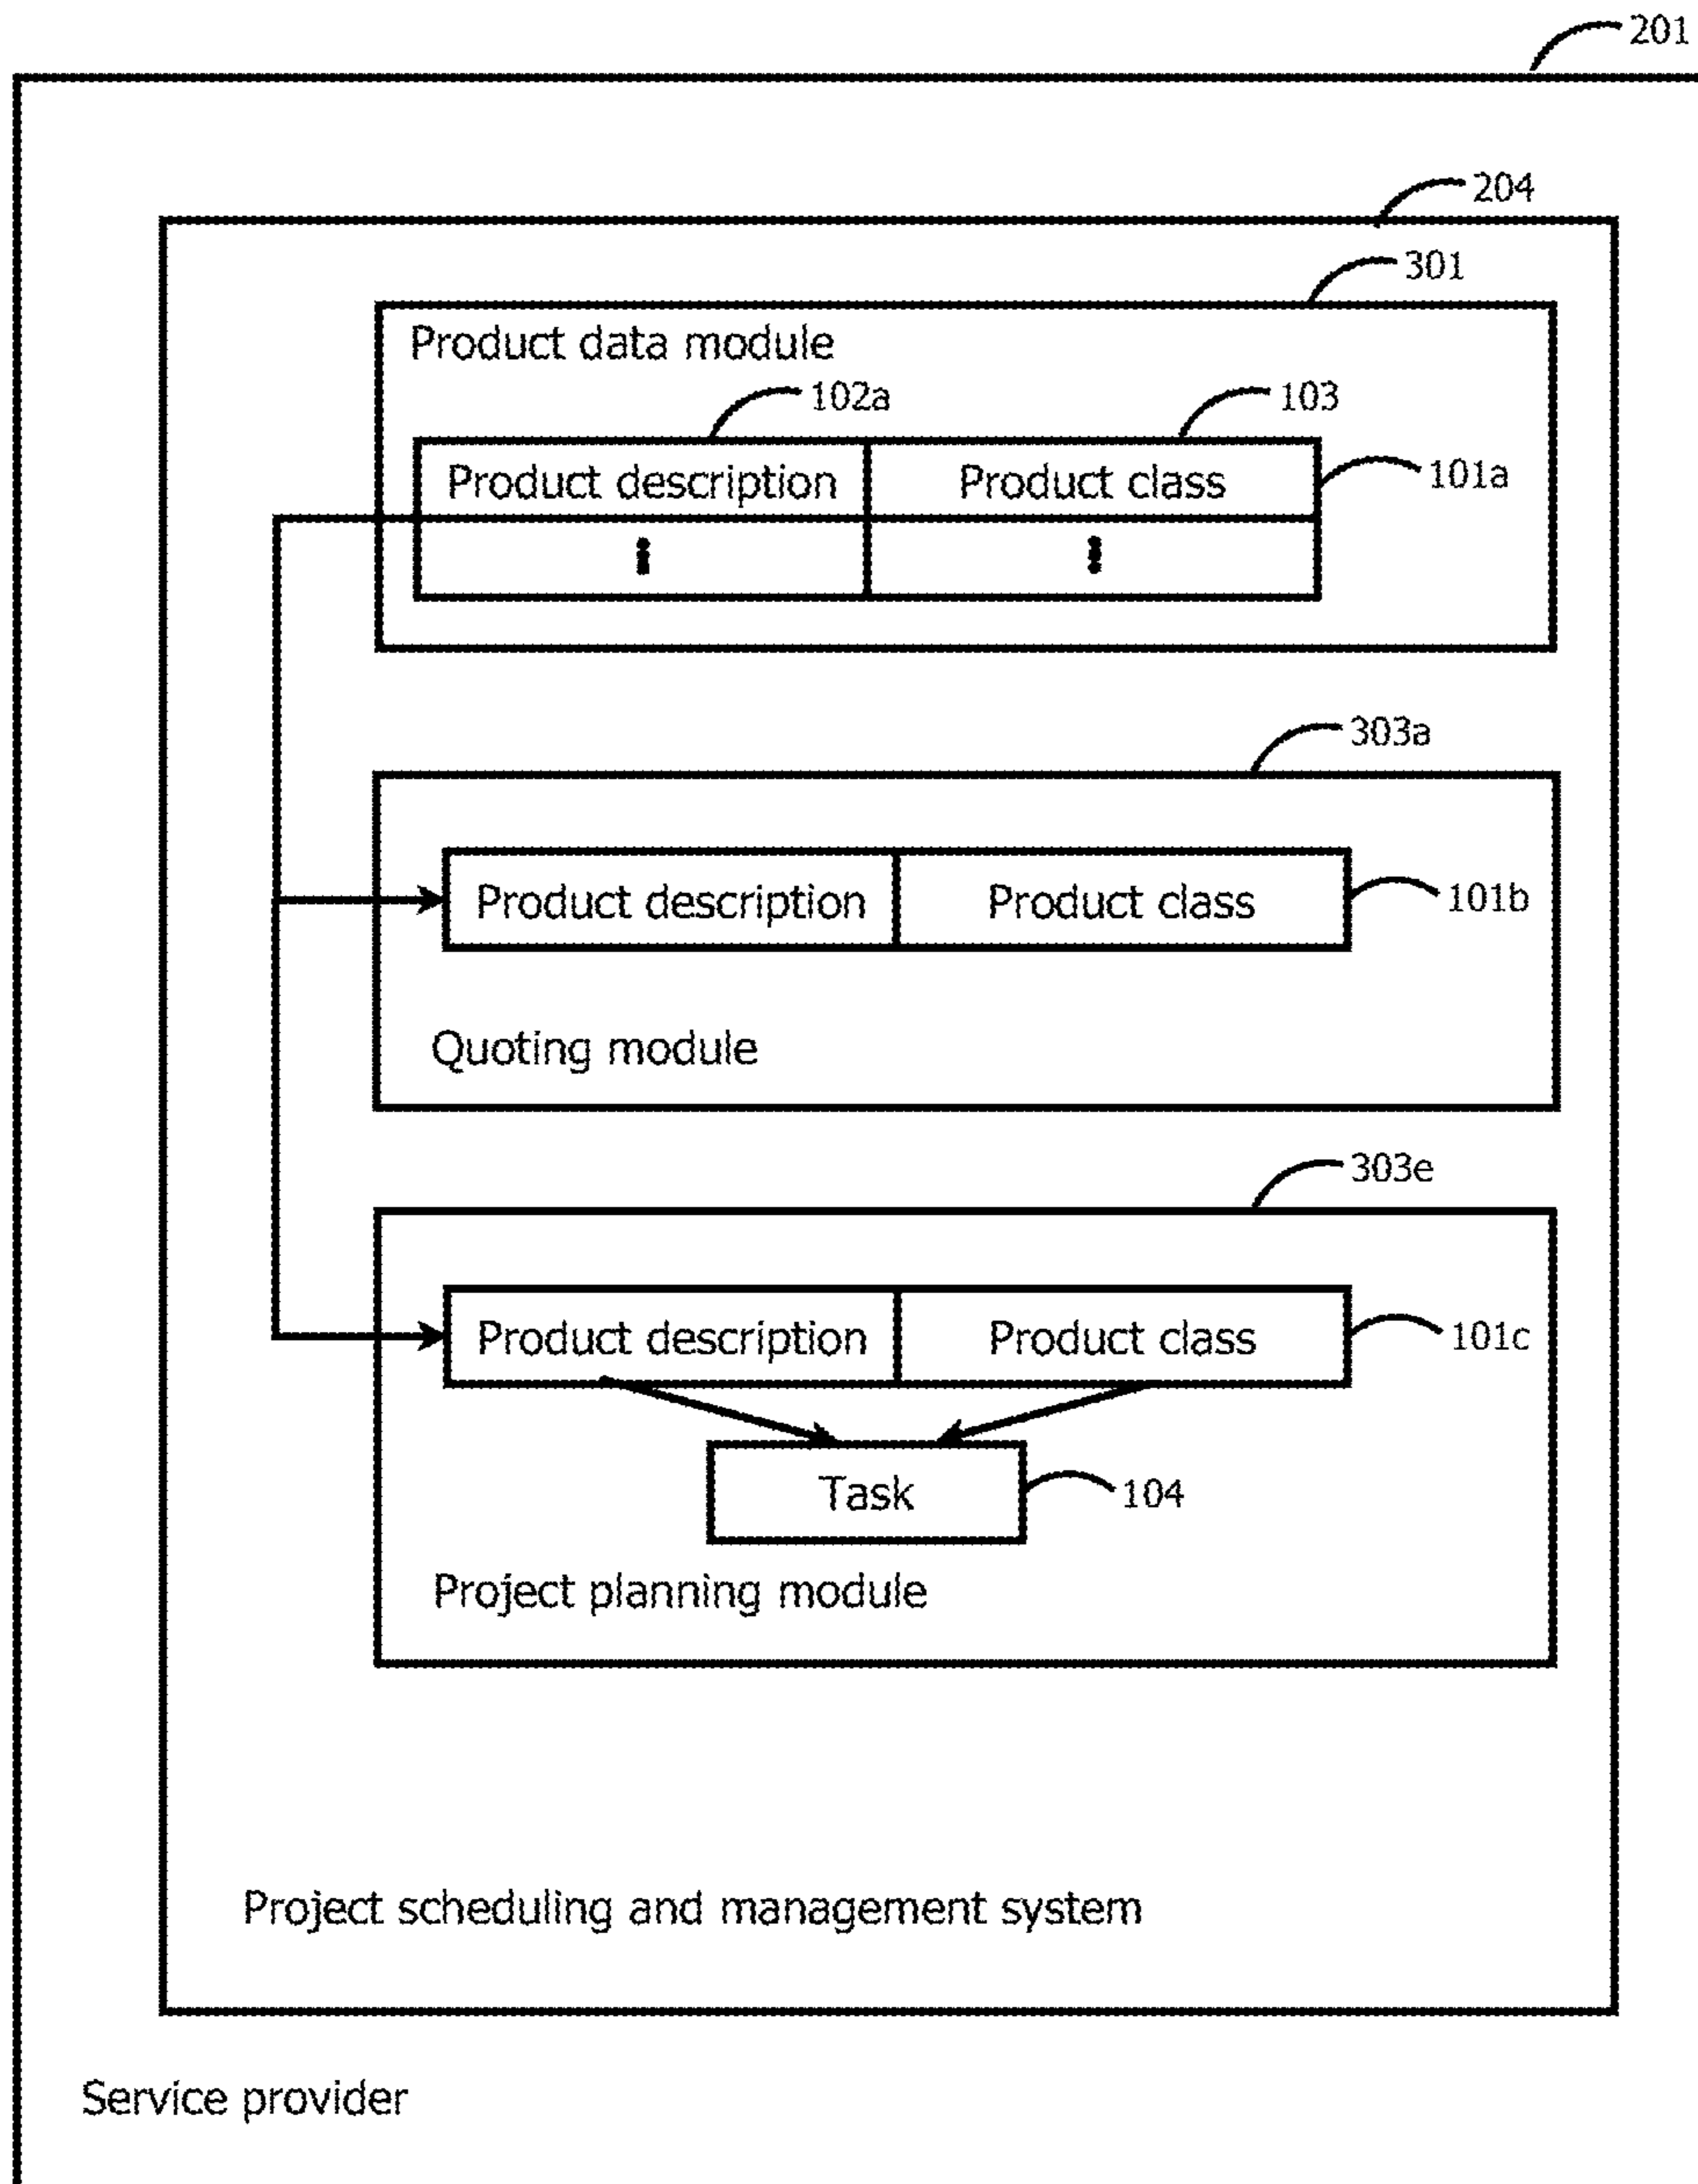 201
204
301
Product data module
102a
103
Product description
Product class
101a
303a
Product description
Product class
101b
Quoting module
303e
Product description
Product class
101c
Task
104
Project planning module
Project scheduling and management system
Service provider